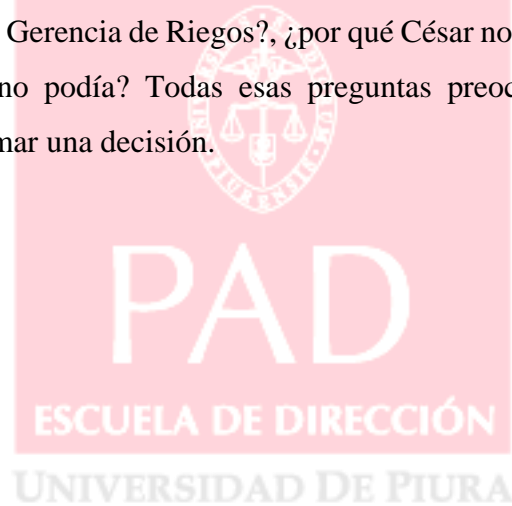 Gerencia de Riegos?, ¿por qué César no
no podía? Todas esas preguntas preoc
mar una decisión.
PAD
ESCUELA DE DIRECCIÓN
UNIVERSIDAD DE PIURA